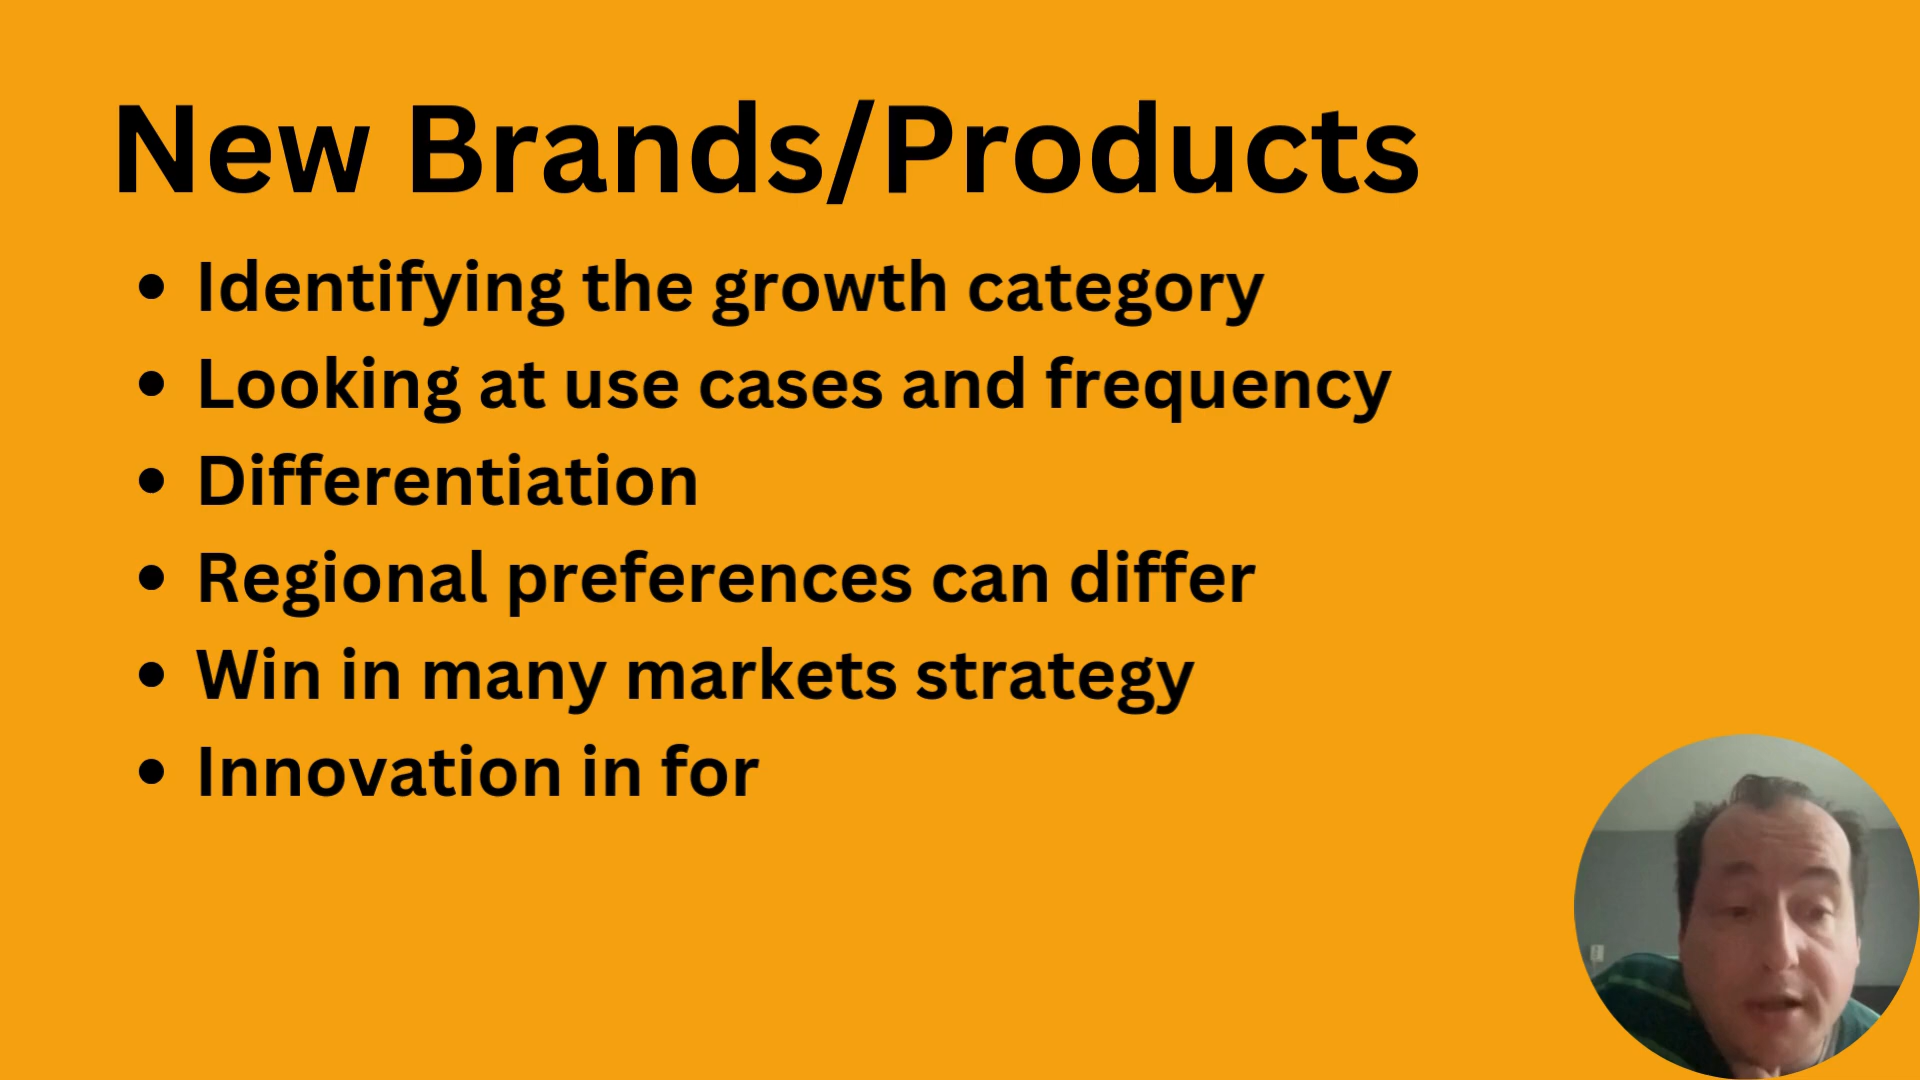 New Brands/Products
• Identifying the growth category
• Looking at use cases and frequency
• Differentiation
• Regional preferences can differ
• Win in many markets strategy
• Innovation in for